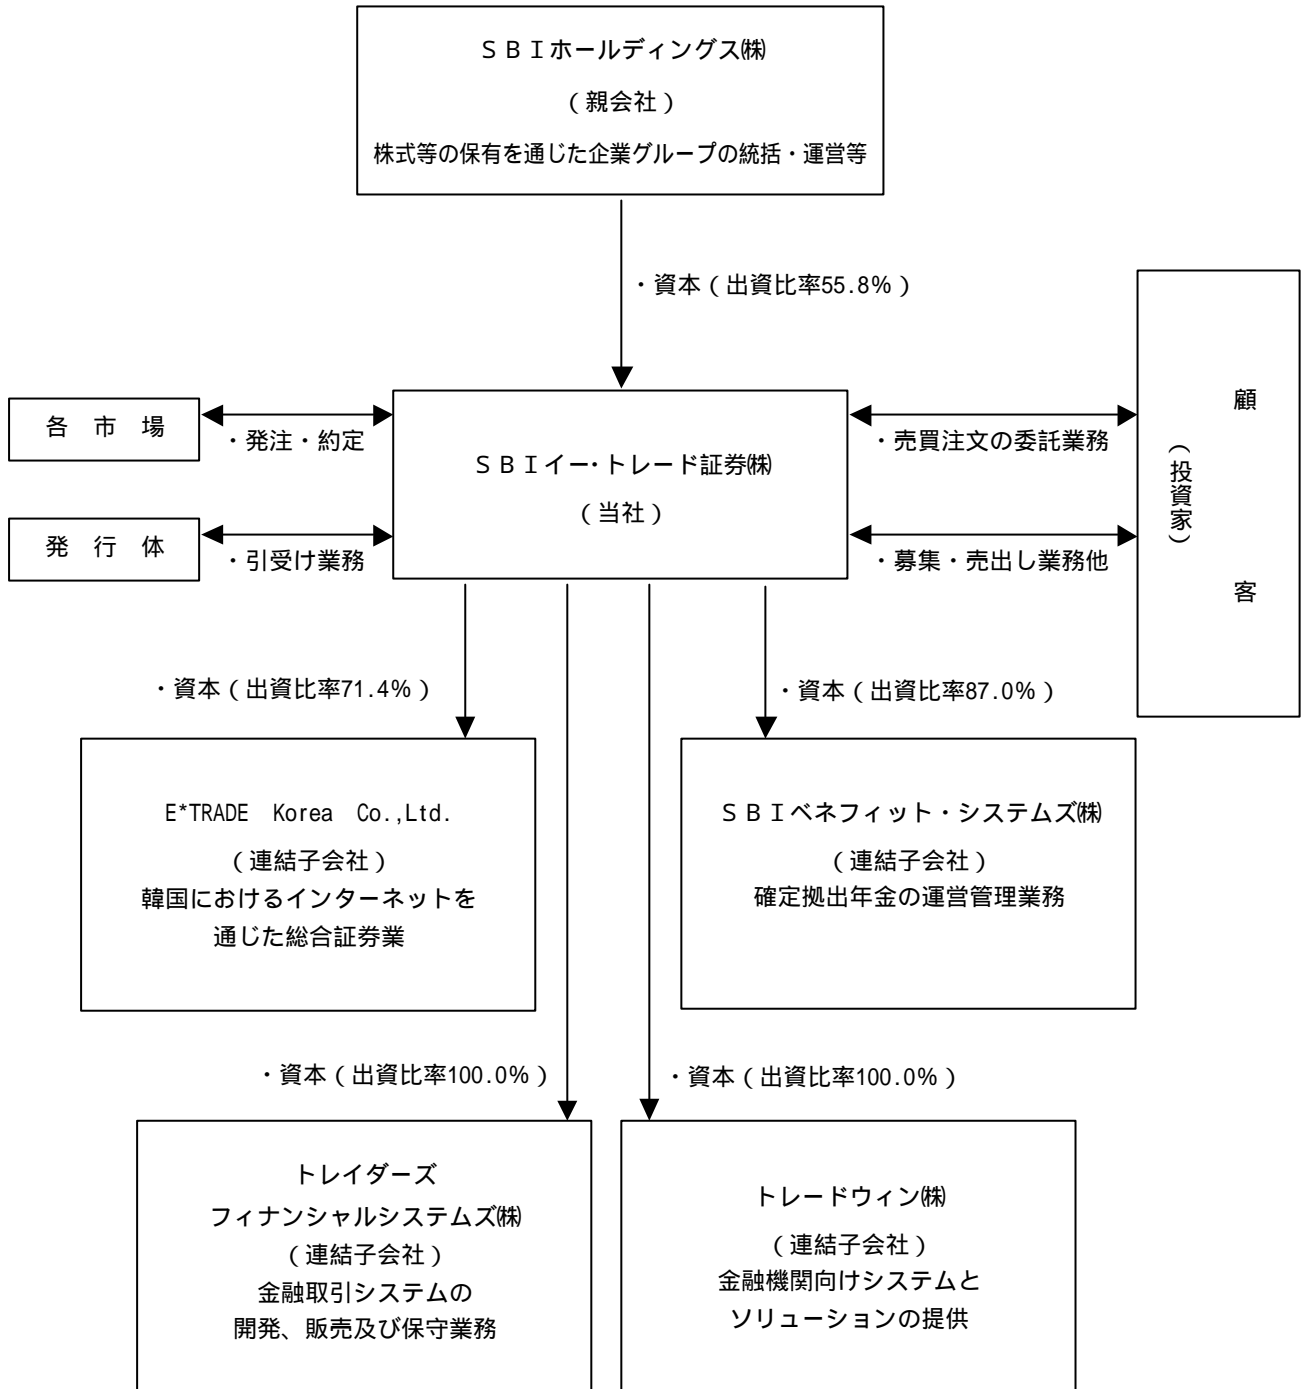 ＳＢＩホールディングス㈱
（親会社）
株式等の保有を通じた企業グループの統括・運営等
・資本（出資比率55.8％）
各　市　場
・発注・約定
ＳＢＩイー・トレード証券㈱
（当社）
・売買注文の委託業務
発　行　体
・引受け業務
・募集・売出し業務他
顧　客
（投資家）
・資本（出資比率71.4％）
・資本（出資比率87.0％）
E*TRADE　Korea　Co.,Ltd.
（連結子会社）
韓国におけるインターネットを
通じた総合証券業
ＳＢＩベネフィット・システムズ㈱
（連結子会社）
確定拠出年金の運営管理業務
・資本（出資比率100.0％）
・資本（出資比率100.0％）
トレイダーズ
フィナンシャルシステムズ㈱
（連結子会社）
金融取引システムの
開発、販売及び保守業務
トレードウィン㈱
（連結子会社）
金融機関向けシステムと
ソリューションの提供